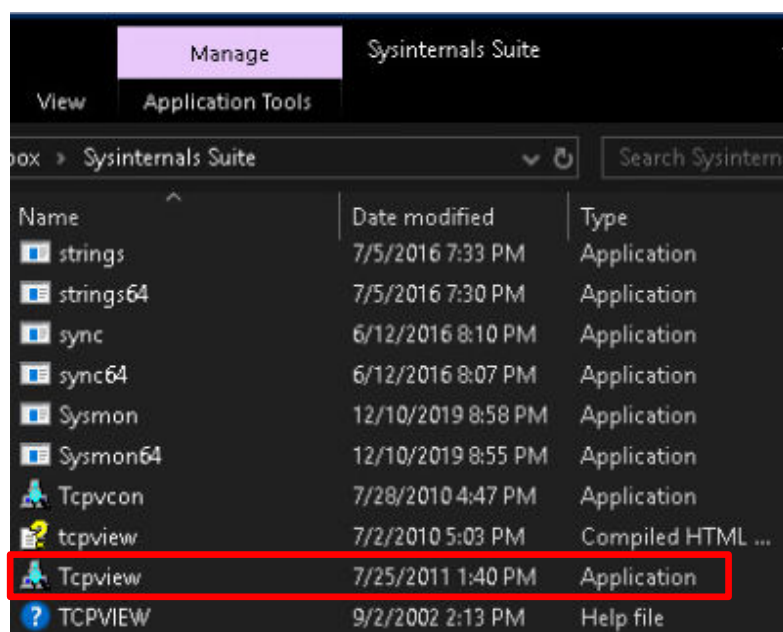 Manage Sysinternals Suite
View Application Tools
box > Sysinternals Suite Search Sysintern
Name Date modified Type
strings 7/5/2016 7:33 PM Application
strings64 7/5/2016 7:30 PM Application
sync 6/12/2016 8:10 PM Application
sync64 6/12/2016 8:07 PM Application
Sysmon 12/10/2019 8:58 PM Application
Sysmon64 12/10/2019 8:55 PM Application
Tcpvcon 7/28/2010 4:47 PM Application
tcpview 7/2/2010 5:03 PM Compiled HTML ...
Tcpview 7/25/2011 1:40 PM Application
TCPVIEW 9/2/2002 2:13 PM Help file